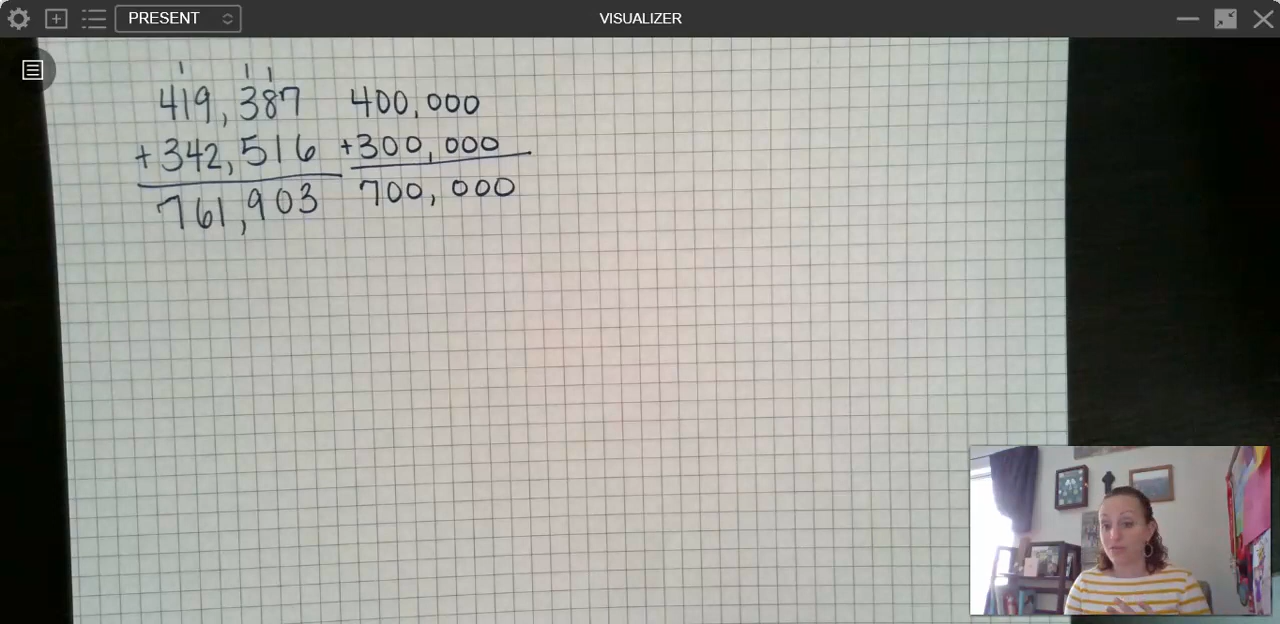 PRESENT
VISUALIZER
1 1 1
419,387
+342,516
761,903
400,000
+300,000
700,000